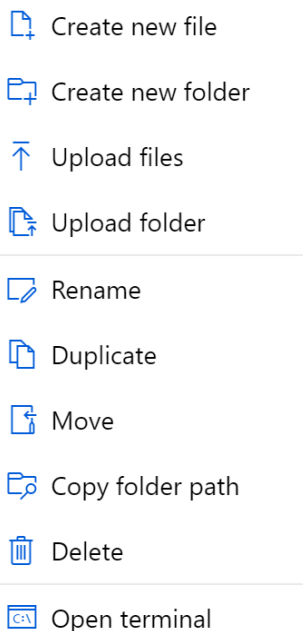 Create new file
Create new folder
Upload files
Upload folder
Rename
Duplicate
Move
Copy folder path
Delete
C:\ Open terminal